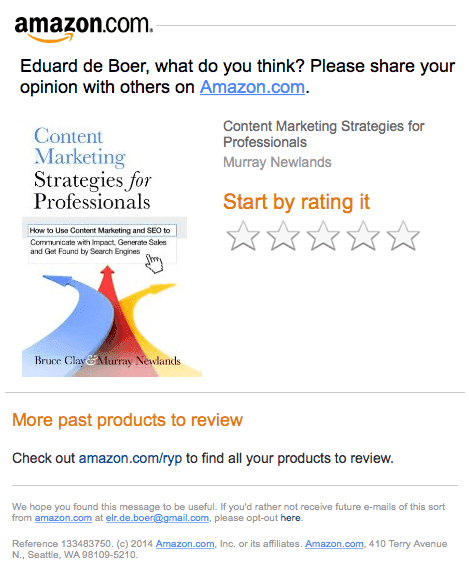 amazon.com.
Eduard de Boer, what do you think? Please share your
opinion with others on Amazon.com.
Content
Marketing
Strategies for
Professionals
How to Use Content Marketing and SEO to
Communicate with Impact, Generate Sales
and Get Found by Search Engines
Bruce Clay & Murray Newlands
Content Marketing Strategies for
Professionals
Murray Newlands
Start by rating it
More past products to review
Check out amazon.com/ryp to find all your products to review.
We hope you found this message to be useful. If you'd rather not receive future e-mails of this sort
from amazon.com at elr.de.boer@gmail.com, please opt-out here.
Reference 133483750. (c) 2014 Amazon.com, Inc. or its affiliates. Amazon.com, 410 Terry Avenue
N., Seattle, WA 98109-5210.